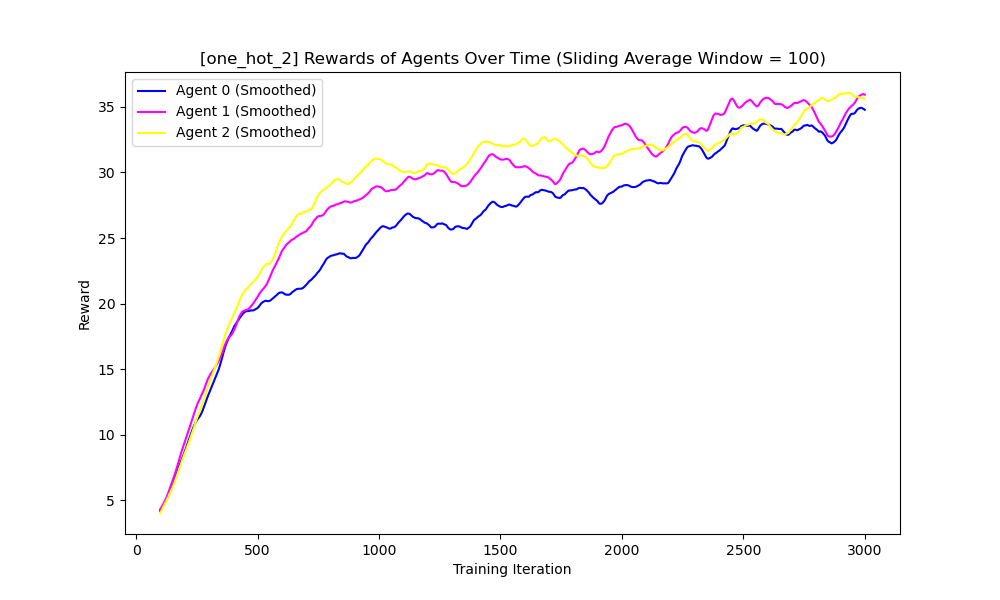 [one_hot_2] Rewards of Agents Over Time (Sliding Average Window = 100)
Agent 0 (Smoothed)
Agent 1 (Smoothed)
Agent 2 (Smoothed)
35
30
25
20
15
10
5
Reward
0 500 1000 1500 2000 2500 3000
Training Iteration